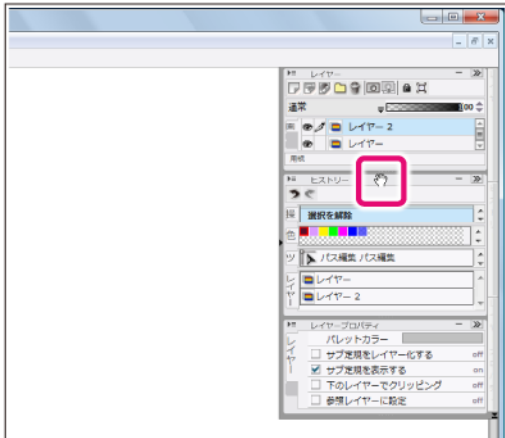 レイヤー
通常
100
レイヤー 2
レイヤー
用紙
ヒストリー
選択を解除
パス編集 パス編集
レイヤー
レイヤー 2
レイヤープロパティ
レイヤー
パレットカラー
サブ定規をレイヤー化する off
サブ定規を表示する on
下のレイヤーでクリッピング off
参照レイヤーに設定 off